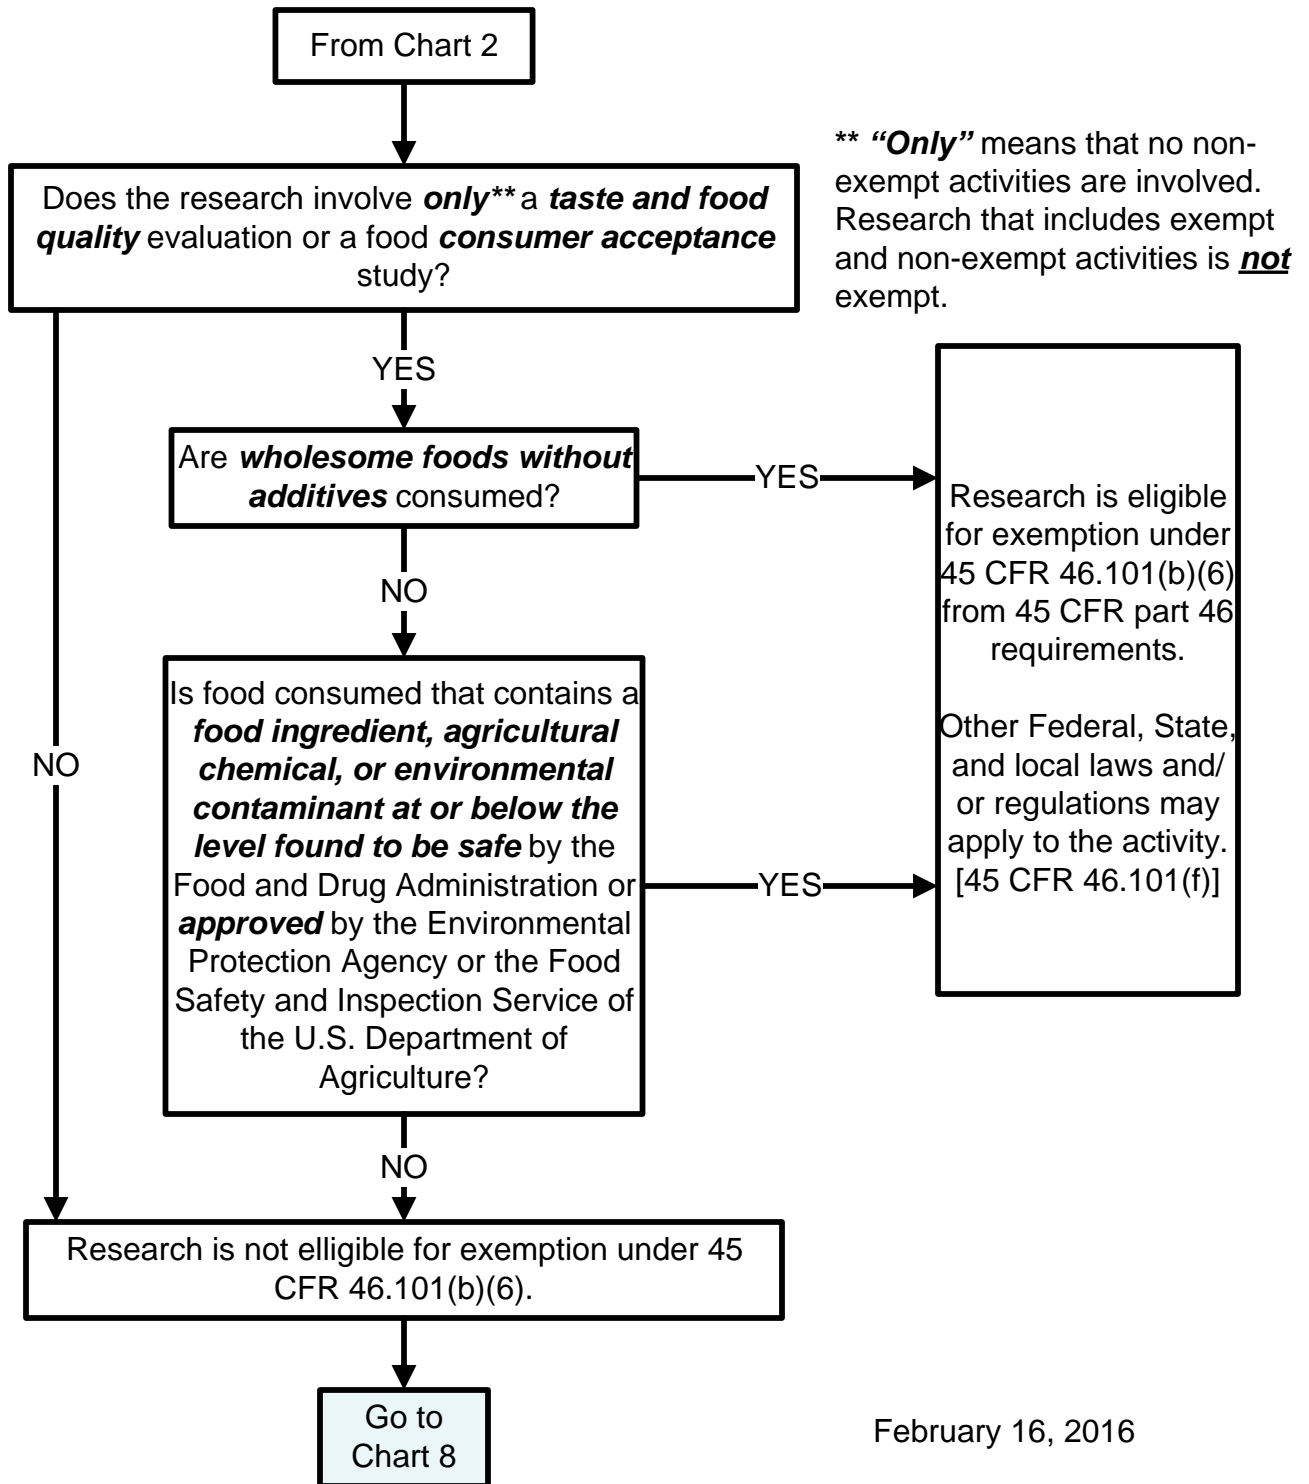 From Chart 2
Does the research involve only** a taste and food
quality evaluation or a food consumer acceptance
study?
** “Only” means that no non-
exempt activities are involved.
Research that includes exempt
and non-exempt activities is not
exempt.
YES
Are wholesome foods without
additives consumed?
YES
NO
Research is eligible
for exemption under
45 CFR 46.101(b)(6)
from 45 CFR part 46
requirements.
Other Federal, State,
and local laws and/
or regulations may
apply to the activity.
[45 CFR 46.101(f)]
Is food consumed that contains a
food ingredient, agricultural
chemical, or environmental
contaminant at or below the
level found to be safe by the
Food and Drug Administration or
approved by the Environmental
Protection Agency or the Food
Safety and Inspection Service of
the U.S. Department of
Agriculture?
YES
NO
NO
Research is not elligible for exemption under 45
CFR 46.101(b)(6).
Go to
Chart 8
February 16, 2016